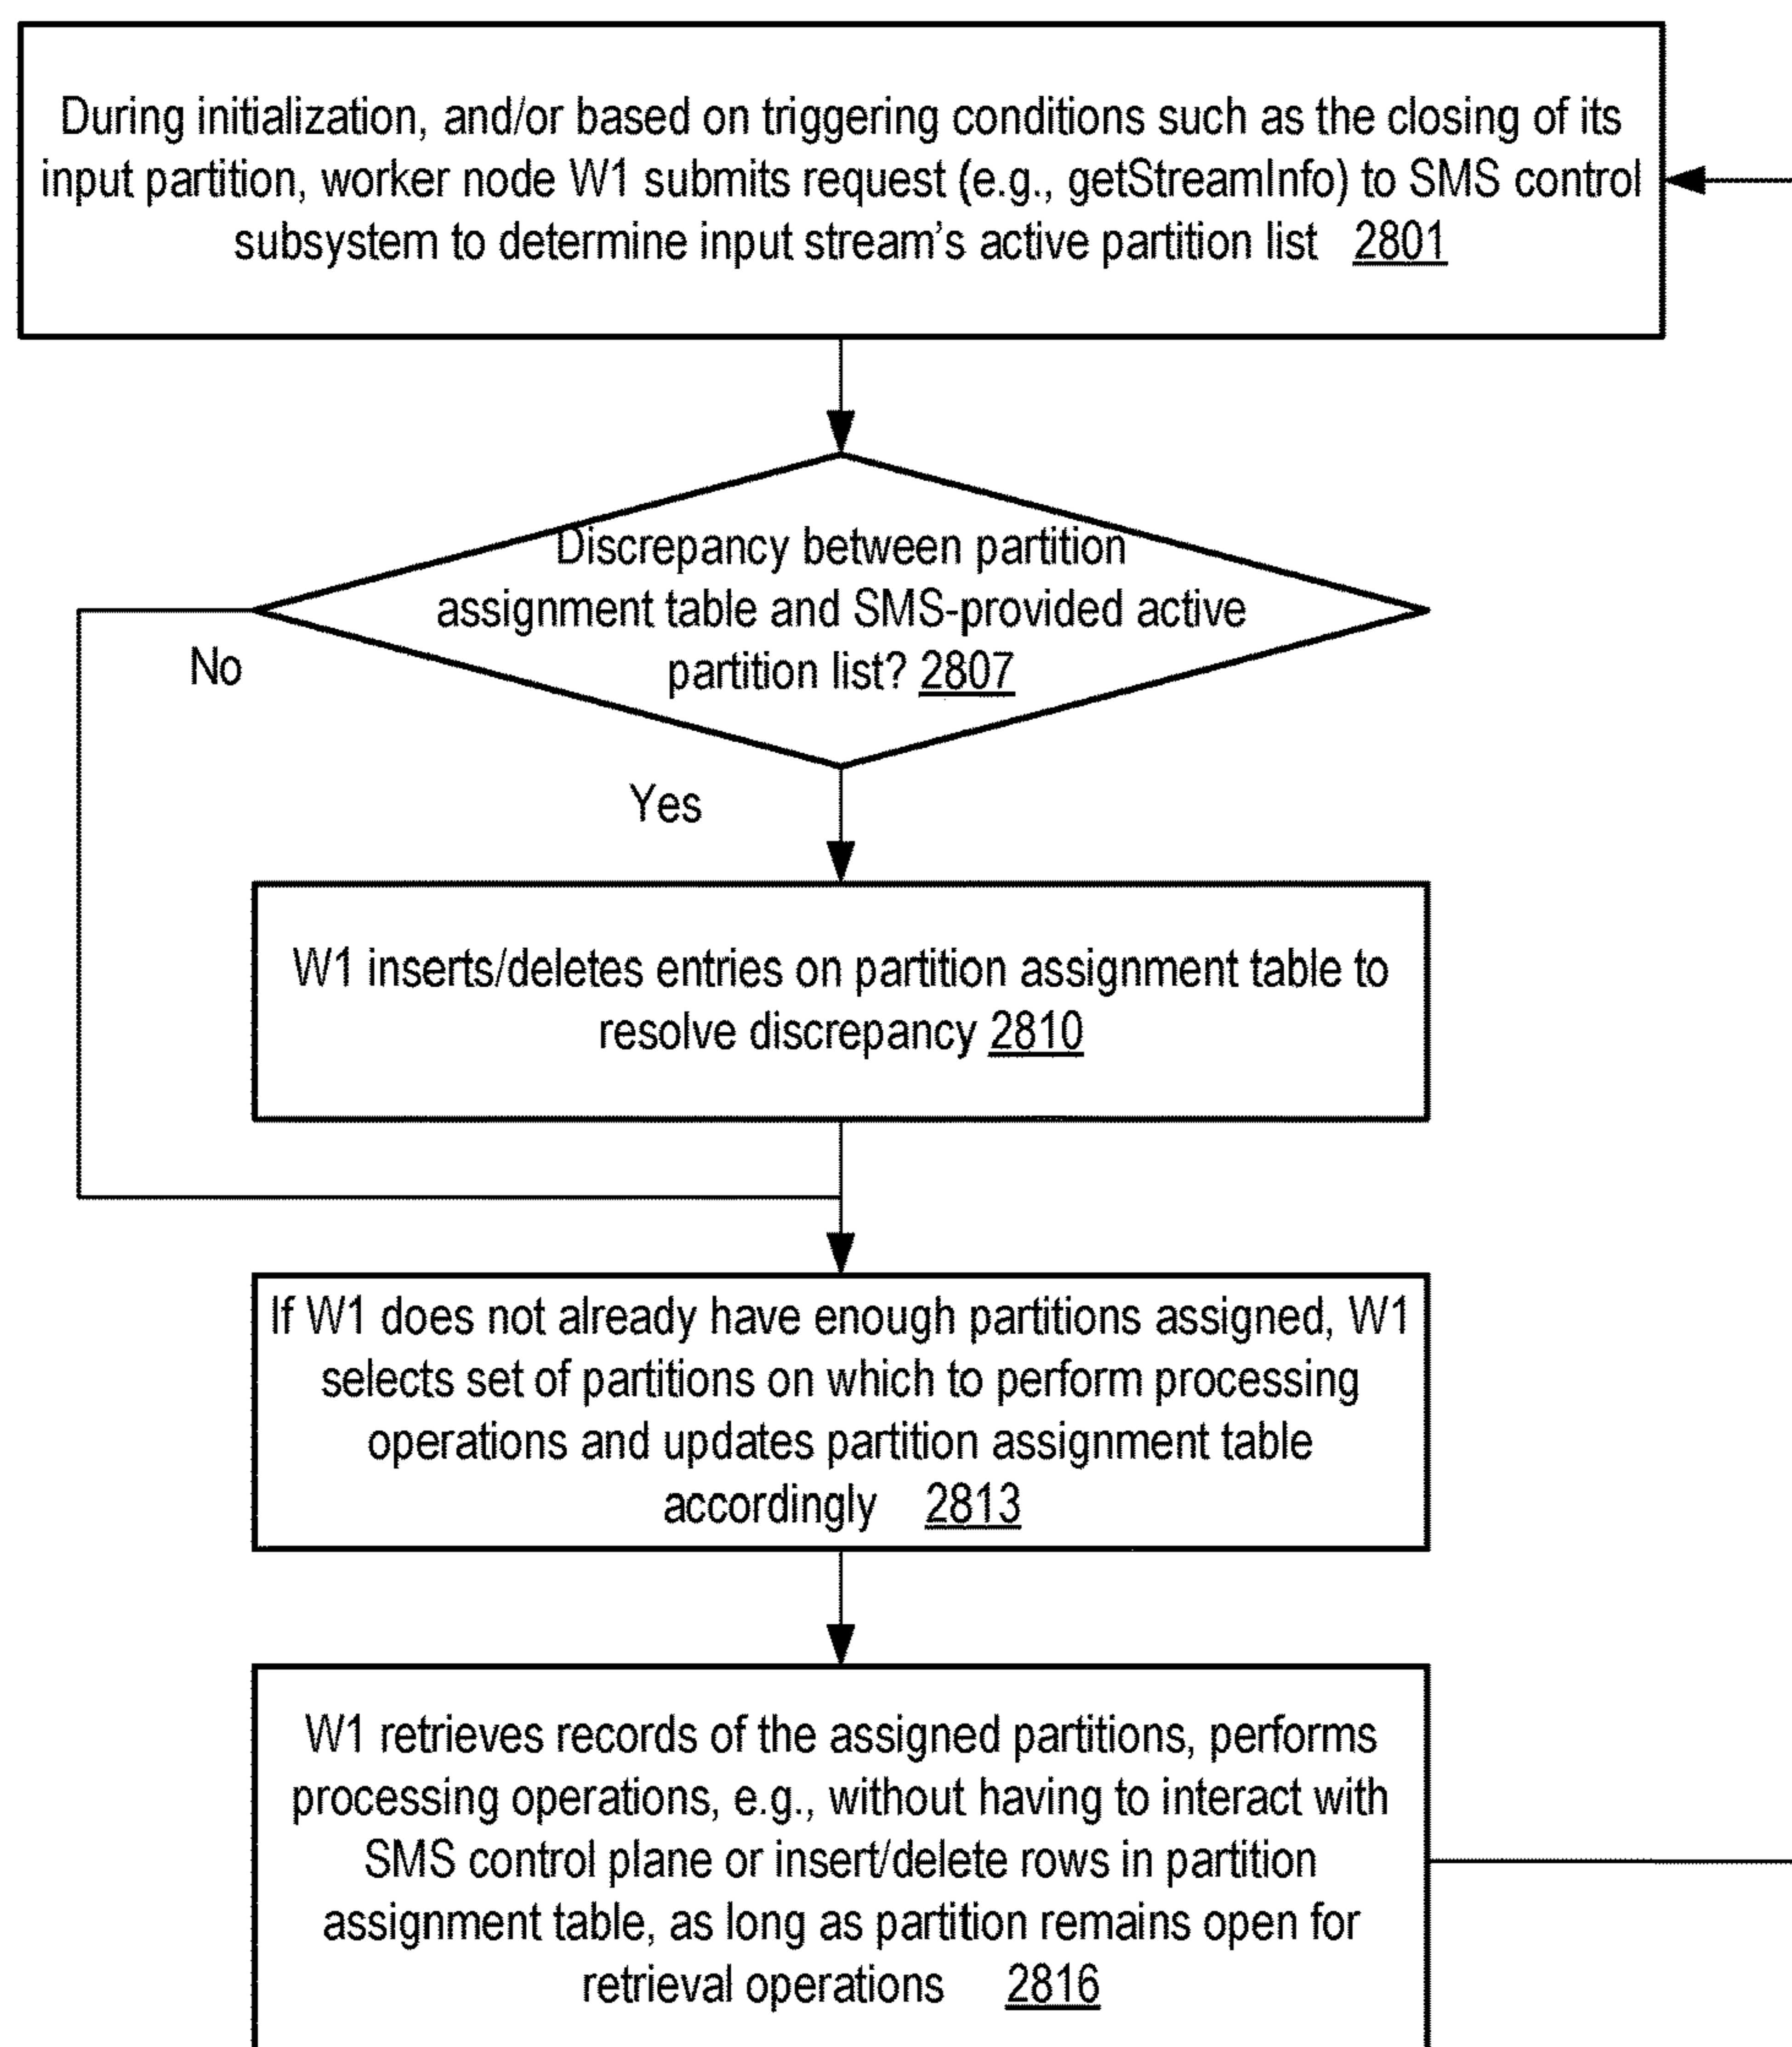 During initialization, and/or based on triggering conditions such as the closing of its
input partition, worker node W1 submits request (e.g., getStreamInfo) to SMS control
subsystem to determine input stream's active partition list 2801
Discrepancy between partition
assignment table and SMS-provided active
partition list? 2807
No
Yes
W1 inserts/deletes entries on partition assignment table to
resolve discrepancy 2810
If W1 does not already have enough partitions assigned, W1
selects set of partitions on which to perform processing
operations and updates partition assignment table
accordingly 2813
W1 retrieves records of the assigned partitions, performs
processing operations, e.g., without having to interact with
SMS control plane or insert/delete rows in partition
assignment table, as long as partition remains open for
retrieval operations 2816